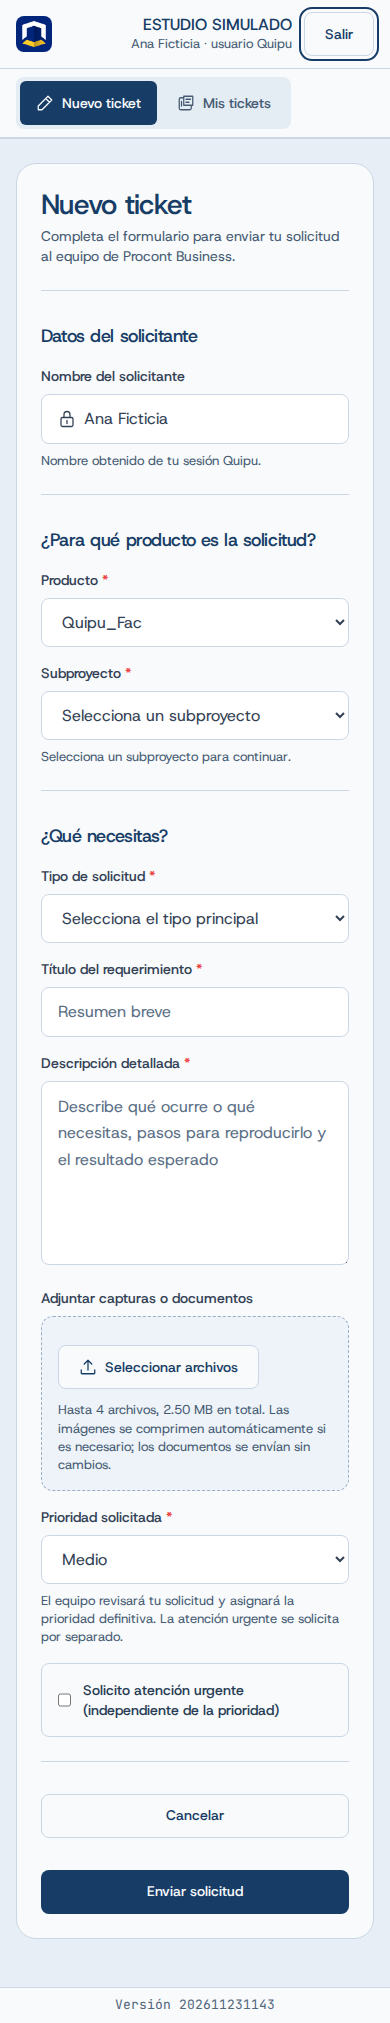 ESTUDIO SIMULADO
Ana Ficticia · usuario Quipu
Salir
Nuevo ticket
Mis tickets
Nuevo ticket
Completa el formulario para enviar tu solicitud
al equipo de Procont Business.
Datos del solicitante
Nombre del solicitante
Ana Ficticia
Nombre obtenido de tu sesión Quipu.
¿Para qué producto es la solicitud?
Producto *
Quipu_Fac
Subproyecto *
Selecciona un subproyecto
Selecciona un subproyecto para continuar.
¿Qué necesitas?
Tipo de solicitud *
Selecciona el tipo principal
Título del requerimiento *
Resumen breve
Descripción detallada *
Describe qué ocurre o qué
necesitas, pasos para reproducirlo y
el resultado esperado
Adjuntar capturas o documentos
Seleccionar archivos
Hasta 4 archivos, 2.50 MB en total. Las
imágenes se comprimen automáticamente si
es necesario; los documentos se envían sin
cambios.
Prioridad solicitada *
Medio
El equipo revisará tu solicitud y asignará la
prioridad definitiva. La atención urgente se solicita
por separado.
Solicito atención urgente
(independiente de la prioridad)
Cancelar
Enviar solicitud
Versión 202611231143